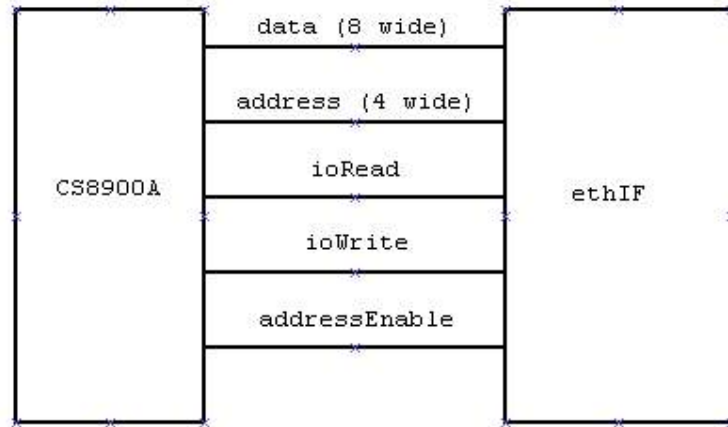 data (8 wide)
address (4 wide)
ioRead
CS8900A
ethIF
ioWrite
addressEnable